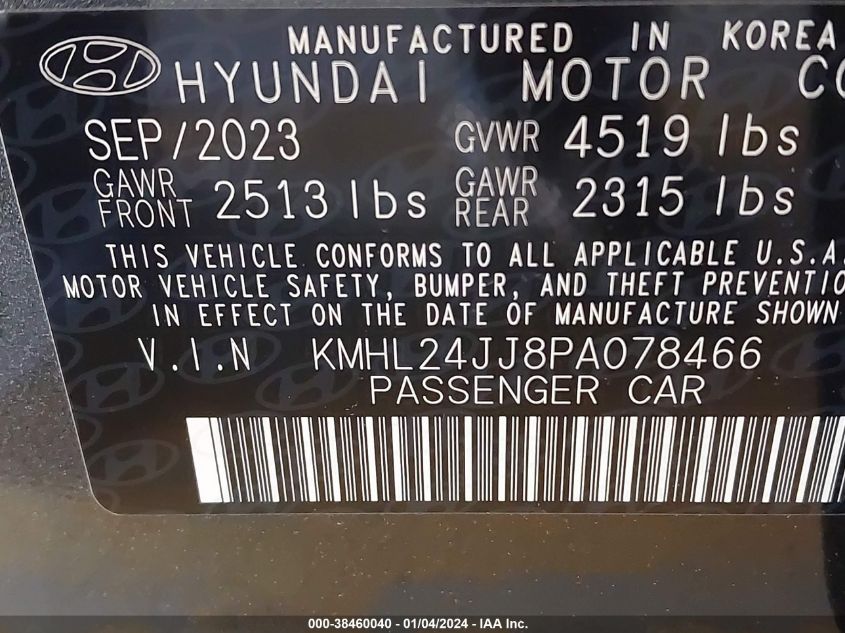 MANUFACTURED IN KOREA
HYUNDAI MOTOR CO
SEP/2023 GVWR 4519 lbs
GAWR FRONT 2513 lbs GAWR REAR 2315 lbs
THIS VEHICLE CONFORMS TO ALL APPLICABLE U.S.A.
MOTOR VEHICLE SAFETY, BUMPER, AND THEFT PREVENTIO
IN EFFECT ON THE DATE OF MANUFACTURE SHOWN
V.I.N KMHL24JJ8PA078466
PASSENGER CAR
000-38460040 - 01/04/2024 - IAA Inc.